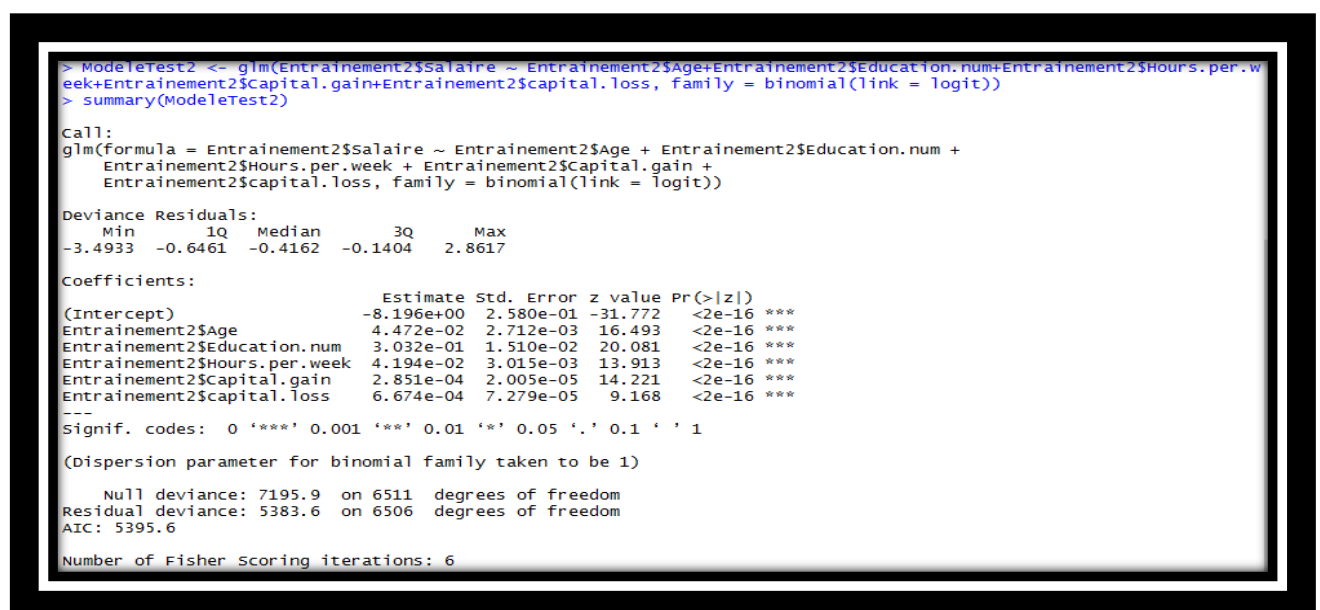 > ModeleTest2 <- glm(Entrainement2$Salaire ~ Entrainement2$Age+Entrainement2$Education.num+Entrainement2$Hours.per.w
eek+Entrainement2$Capital.gain+Entrainement2$capital.loss, family = binomial(link = logit))
> summary(ModeleTest2)
Call:
glm(formula = Entrainement2$Salaire ~ Entrainement2$Age + Entrainement2$Education.num +
    Entrainement2$Hours.per.week + Entrainement2$Capital.gain +
    Entrainement2$capital.loss, family = binomial(link = logit))
Deviance Residuals:
    Min       1Q   Median       3Q      Max
-3.4933  -0.6461  -0.4162  -0.1404   2.8617
Coefficients:
                               Estimate Std. Error z value Pr(>|z|)
(Intercept)                  -8.196e+00  2.580e-01 -31.772   <2e-16 ***
Entrainement2$Age             4.472e-02  2.712e-03  16.493   <2e-16 ***
Entrainement2$Education.num   3.032e-01  1.510e-02  20.081   <2e-16 ***
Entrainement2$Hours.per.week  4.194e-02  3.015e-03  13.913   <2e-16 ***
Entrainement2$Capital.gain    2.851e-04  2.005e-05  14.221   <2e-16 ***
Entrainement2$capital.loss    6.674e-04  7.279e-05   9.168   <2e-16 ***
---
Signif. codes:  0 ‘***’ 0.001 ‘**’ 0.01 ‘*’ 0.05 ‘.’ 0.1 ‘ ’ 1
(Dispersion parameter for binomial family taken to be 1)
    Null deviance: 7195.9  on 6511  degrees of freedom
Residual deviance: 5383.6  on 6506  degrees of freedom
AIC: 5395.6
Number of Fisher Scoring iterations: 6